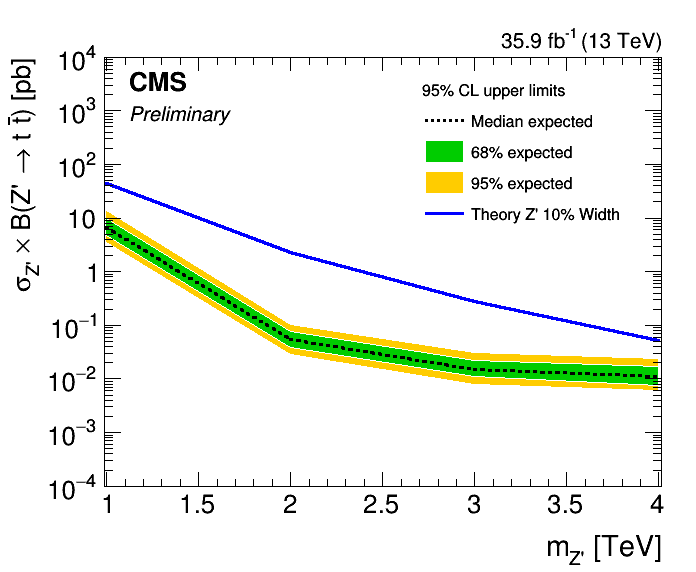 35.9 fb⁻¹ (13 TeV)
CMS
Preliminary
95% CL upper limits
Median expected
68% expected
95% expected
Theory Z' 10% Width
σ_Z' × B(Z' → t t̄) [pb]
10⁴
10³
10²
10
1
10⁻¹
10⁻²
10⁻³
10⁻⁴
1 1.5 2 2.5 3 3.5 4
m_Z' [TeV]